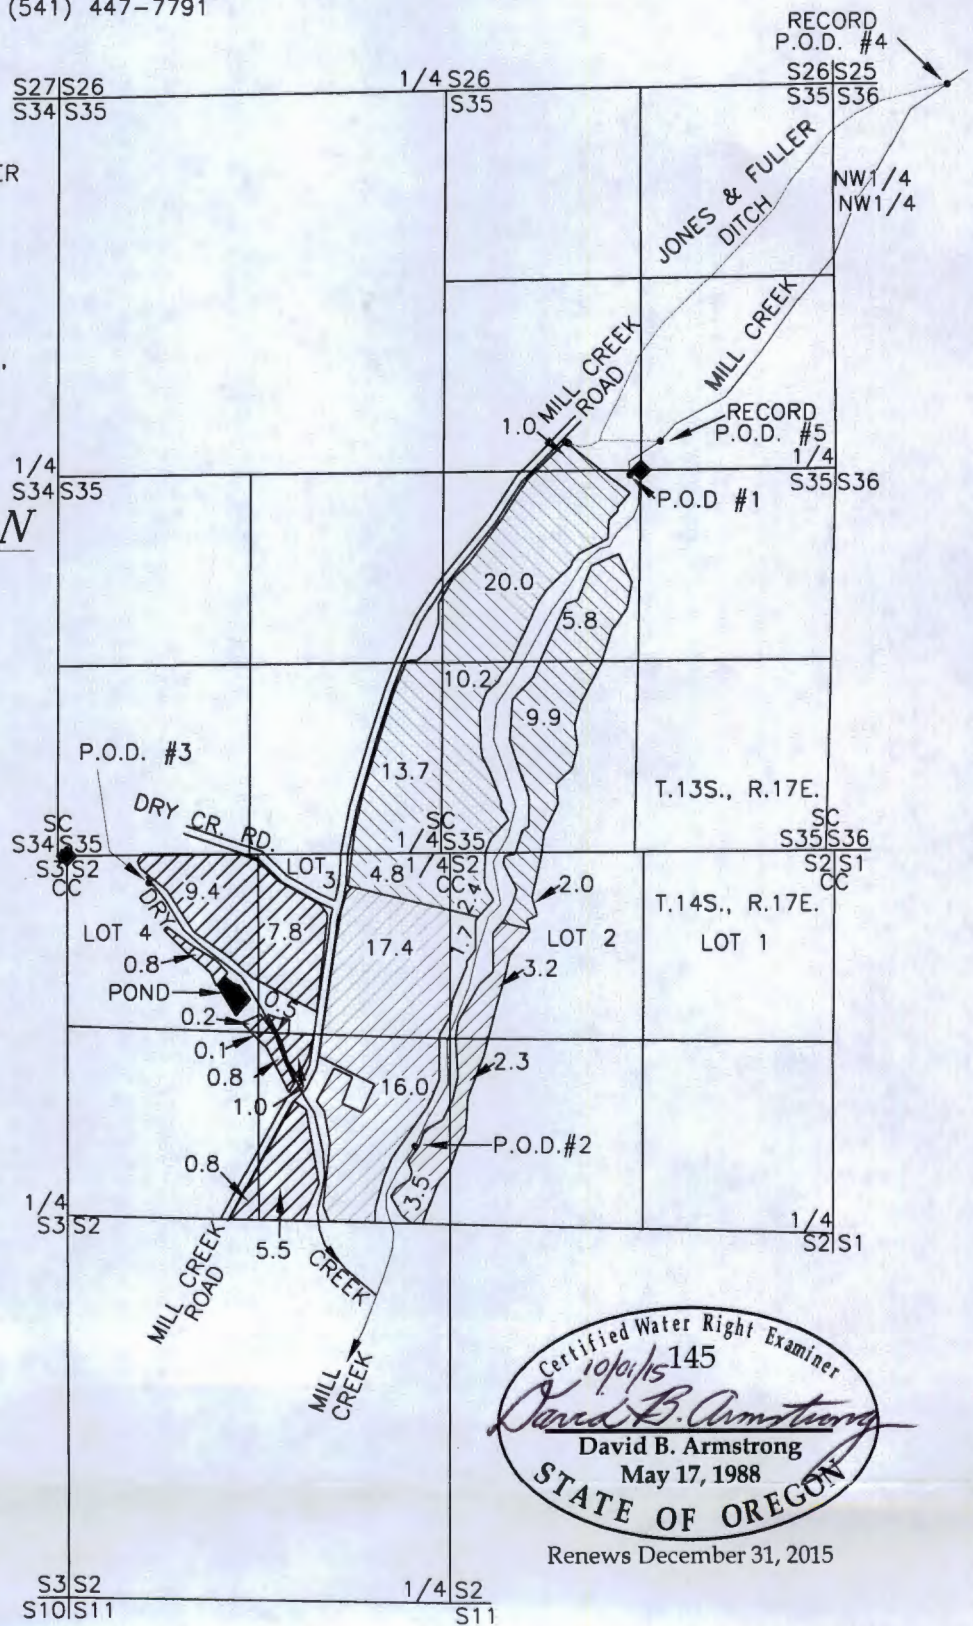 (541) 447-7791
RECORD
P.O.D. #4
S27 S26
S34 S35
1/4 S26
S35
S26 S25
S35 S36
ER
JONES & FULLER
DITCH
NW1/4
NW1/4
MILL CREEK
MILL CREEK
ROAD
1.0
RECORD
P.O.D. #5
1/4
S34 S35
1/4
S35 S36
P.O.D #1
N
20.0
5.8
10.2
9.9
13.7
P.O.D. #3
DRY CR. RD.
T.13S., R.17E.
SC
S34 S35
S3 S2
CC
SC
1/4 S35
1/4 S2
CC
SC
S35 S36
S2 S1
CC
LOT 3
4.8
2.4
2.0
9.4
7.8
DRY
LOT 4
17.4
1.7
LOT 2
T.14S., R.17E.
LOT 1
0.8
POND
0.5
3.2
0.2
0.1
0.8
1.0
16.0
2.3
P.O.D.#2
0.8
3.5
1/4
S3 S2
1/4
S2 S1
5.5
MILL CREEK
ROAD
CREEK
MILL
CREEK
Certified Water Right Examiner
10/01/15 145
David B. Armstrong
David B. Armstrong
May 17, 1988
STATE OF OREGON
Renews December 31, 2015
S3 S2
S10 S11
1/4 S2
S11